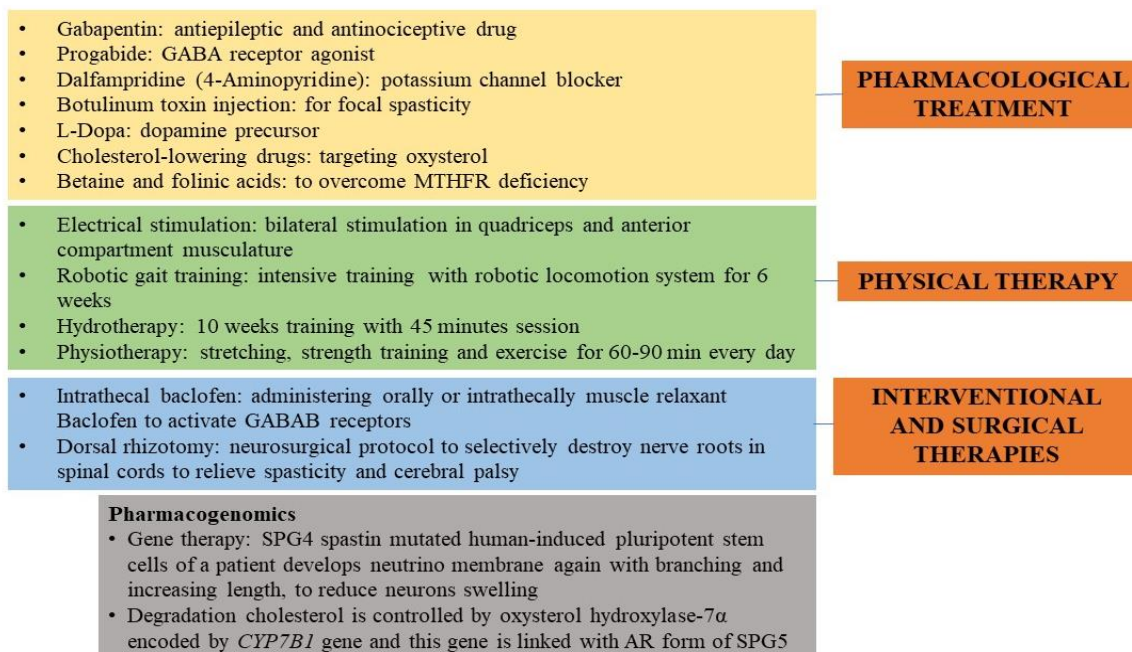 • Gabapentin: antiepileptic and antinociceptive drug
• Progabide: GABA receptor agonist
• Dalfampridine (4-Aminopyridine): potassium channel blocker
• Botulinum toxin injection: for focal spasticity
• L-Dopa: dopamine precursor
• Cholesterol-lowering drugs: targeting oxysterol
• Betaine and folinic acids: to overcome MTHFR deficiency
PHARMACOLOGICAL
TREATMENT
• Electrical stimulation: bilateral stimulation in quadriceps and anterior
compartment musculature
• Robotic gait training: intensive training with robotic locomotion system for 6
weeks
• Hydrotherapy: 10 weeks training with 45 minutes session
• Physiotherapy: stretching, strength training and exercise for 60-90 min every day
PHYSICAL THERAPY
• Intrathecal baclofen: administering orally or intrathecally muscle relaxant
Baclofen to activate GABAB receptors
• Dorsal rhizotomy: neurosurgical protocol to selectively destroy nerve roots in
spinal cords to relieve spasticity and cerebral palsy
INTERVENTIONAL
AND SURGICAL
THERAPIES
Pharmacogenomics
• Gene therapy: SPG4 spastin mutated human-induced pluripotent stem
cells of a patient develops neutrino membrane again with branching and
increasing length, to reduce neurons swelling
• Degradation cholesterol is controlled by oxysterol hydroxylase-7α
encoded by CYP7B1 gene and this gene is linked with AR form of SPG5